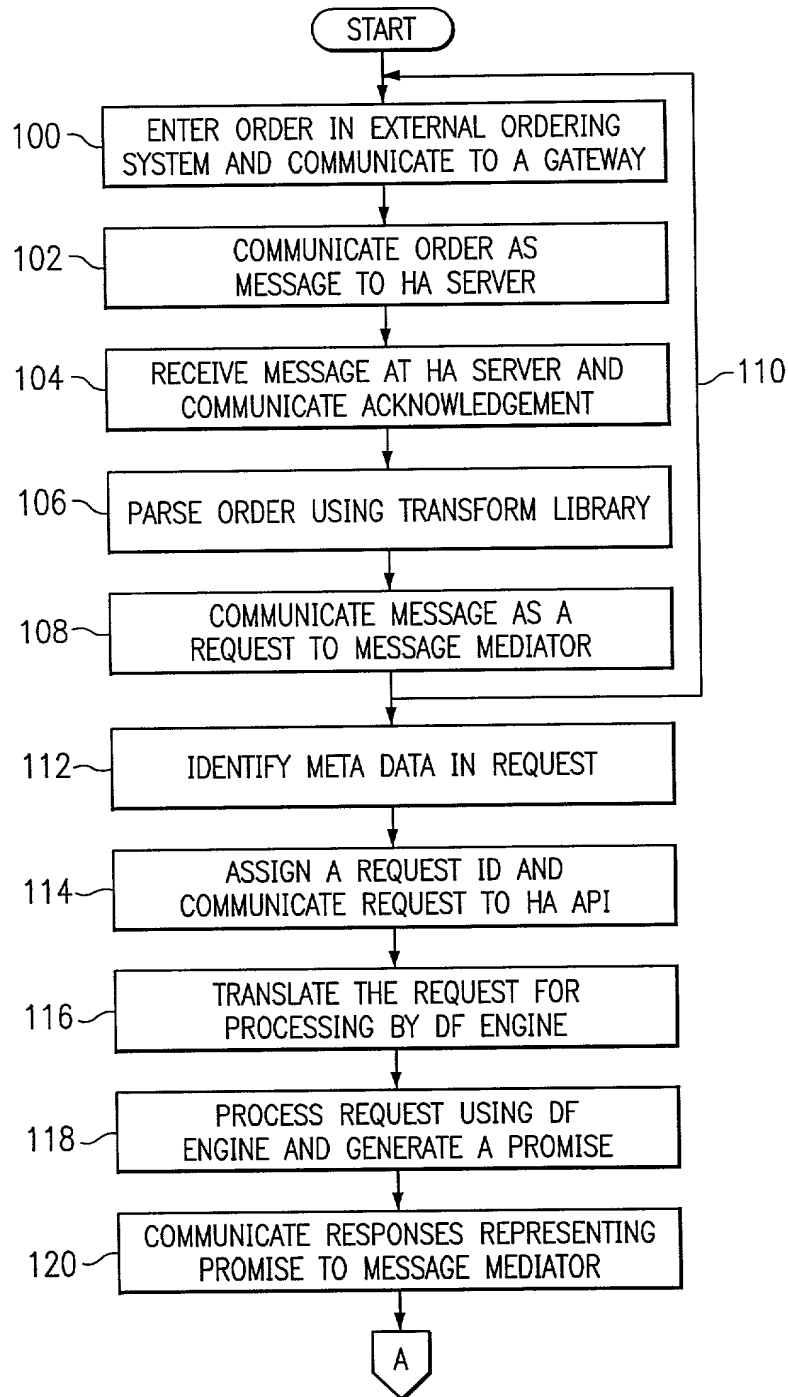 START
100
ENTER ORDER IN EXTERNAL ORDERING
SYSTEM AND COMMUNICATE TO A GATEWAY
102
COMMUNICATE ORDER AS
MESSAGE TO HA SERVER
104
RECEIVE MESSAGE AT HA SERVER AND
COMMUNICATE ACKNOWLEDGEMENT
110
106
PARSE ORDER USING TRANSFORM LIBRARY
108
COMMUNICATE MESSAGE AS A
REQUEST TO MESSAGE MEDIATOR
112
IDENTIFY META DATA IN REQUEST
114
ASSIGN A REQUEST ID AND
COMMUNICATE REQUEST TO HA API
116
TRANSLATE THE REQUEST FOR
PROCESSING BY DF ENGINE
118
PROCESS REQUEST USING DF
ENGINE AND GENERATE A PROMISE
120
COMMUNICATE RESPONSES REPRESENTING
PROMISE TO MESSAGE MEDIATOR
A